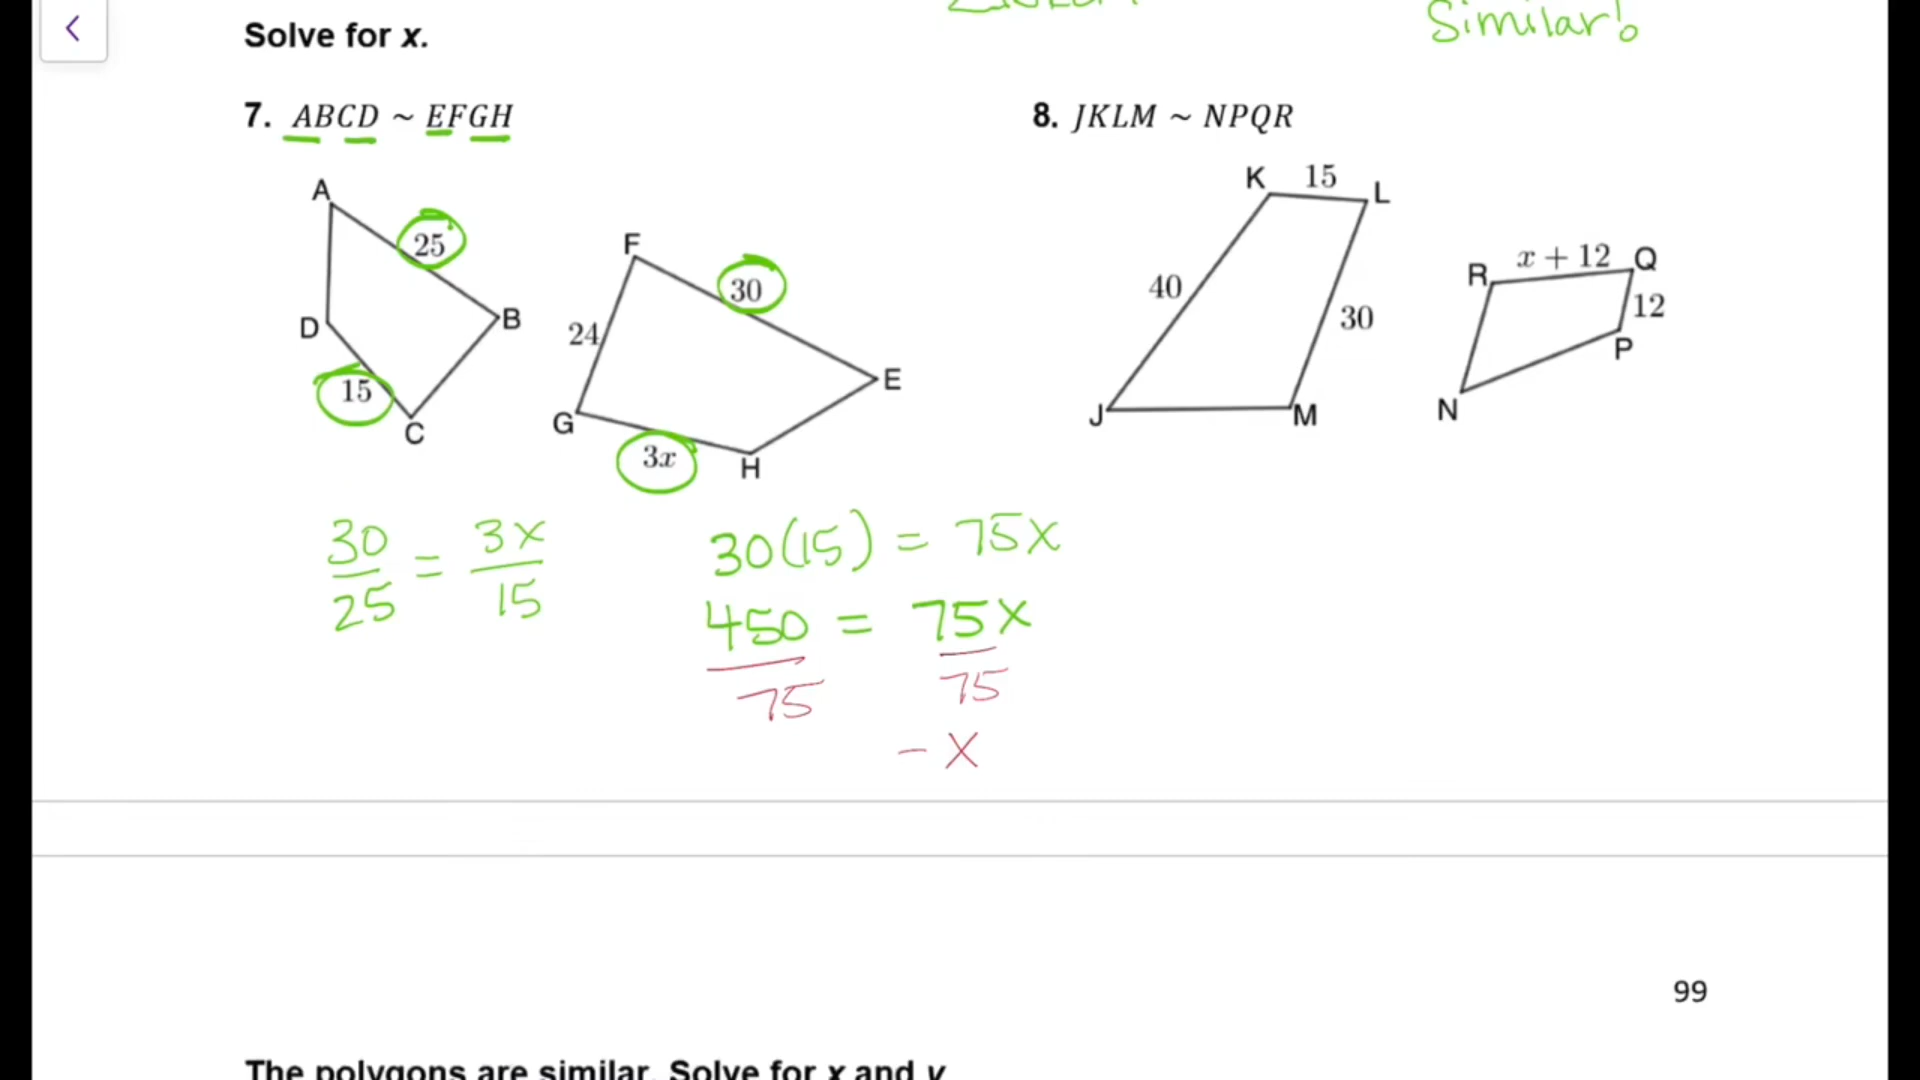 Similar!
Solve for x.
7. ABCD ~ EFGH
8. JKLM ~ NPQR
A
25
B
D
15
C
F
30
24
E
G
3x
H
K 15 L
40
30
J
M
R x + 12 Q
12
P
N
30/25 = 3x/15
30(15) = 75x
450 = 75x
75 75
- x
99
The polygons are similar. Solve for x and y